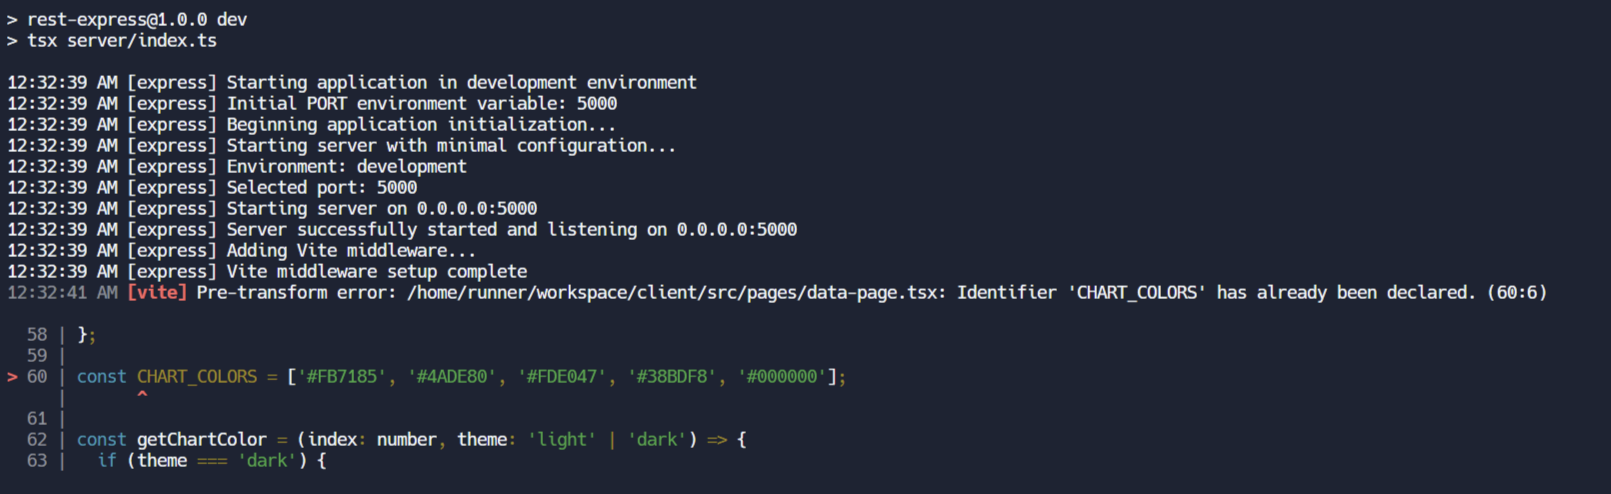 > rest-express@1.0.0 dev
> tsx server/index.ts
12:32:39 AM [express] Starting application in development environment
12:32:39 AM [express] Initial PORT environment variable: 5000
12:32:39 AM [express] Beginning application initialization...
12:32:39 AM [express] Starting server with minimal configuration...
12:32:39 AM [express] Environment: development
12:32:39 AM [express] Selected port: 5000
12:32:39 AM [express] Starting server on 0.0.0.0:5000
12:32:39 AM [express] Server successfully started and listening on 0.0.0.0:5000
12:32:39 AM [express] Adding Vite middleware...
12:32:39 AM [express] Vite middleware setup complete
12:32:41 AM [vite] Pre-transform error: /home/runner/workspace/client/src/pages/data-page.tsx: Identifier 'CHART_COLORS' has already been declared. (60:6)
  58 | };
  59 |
> 60 | const CHART_COLORS = ['#FB7185', '#4ADE80', '#FDE047', '#38BDF8', '#000000'];
     |       ^
  61 |
  62 | const getChartColor = (index: number, theme: 'light' | 'dark') => {
  63 |   if (theme === 'dark') {